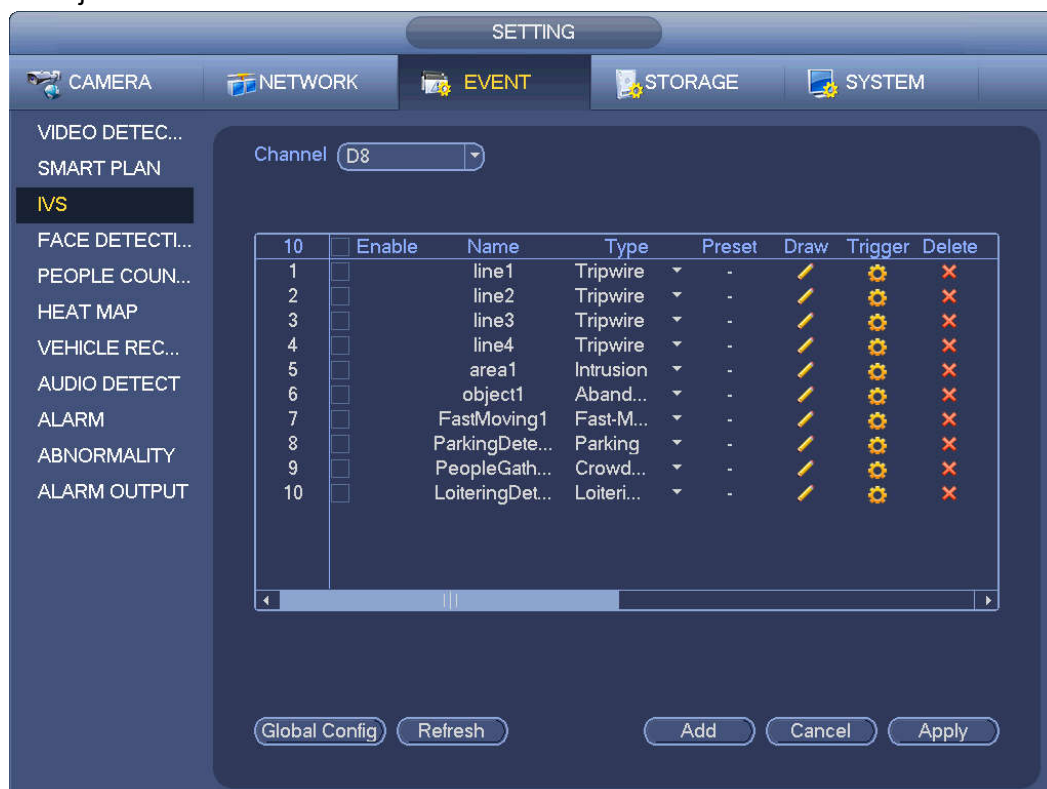 SETTING
CAMERA NETWORK EVENT STORAGE SYSTEM
VIDEO DETEC...
SMART PLAN
IVS
FACE DETECTI...
PEOPLE COUN...
HEAT MAP
VEHICLE REC...
AUDIO DETECT
ALARM
ABNORMALITY
ALARM OUTPUT
Channel D8
10 Enable Name Type Preset Draw Trigger Delete
1 line1 Tripwire -
2 line2 Tripwire -
3 line3 Tripwire -
4 line4 Tripwire -
5 area1 Intrusion -
6 object1 Aband... -
7 FastMoving1 Fast-M... -
8 ParkingDete... Parking -
9 PeopleGath... Crowd... -
10 LoiteringDet... Loiteri... -
Global Config Refresh Add Cancel Apply